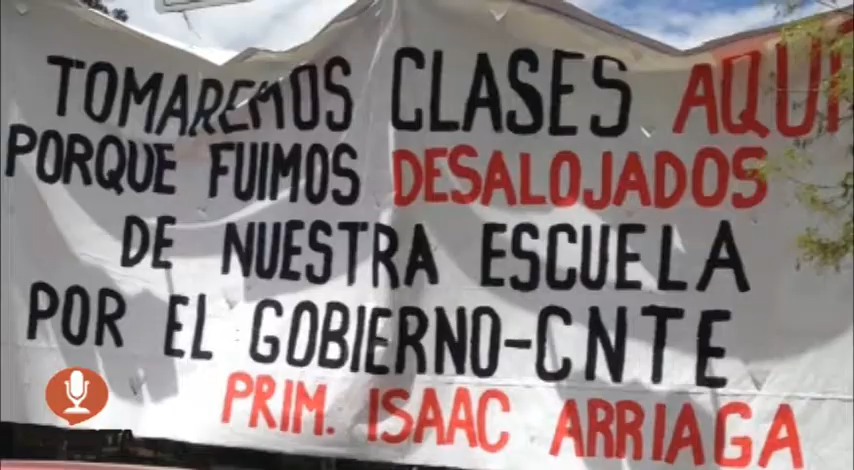 TOMAREMOS CLASES AQUI
PORQUE FUIMOS DESALOJADOS
DE NUESTRA ESCUELA
POR EL GOBIERNO-CNTE
PRIM. ISAAC ARRIAGA